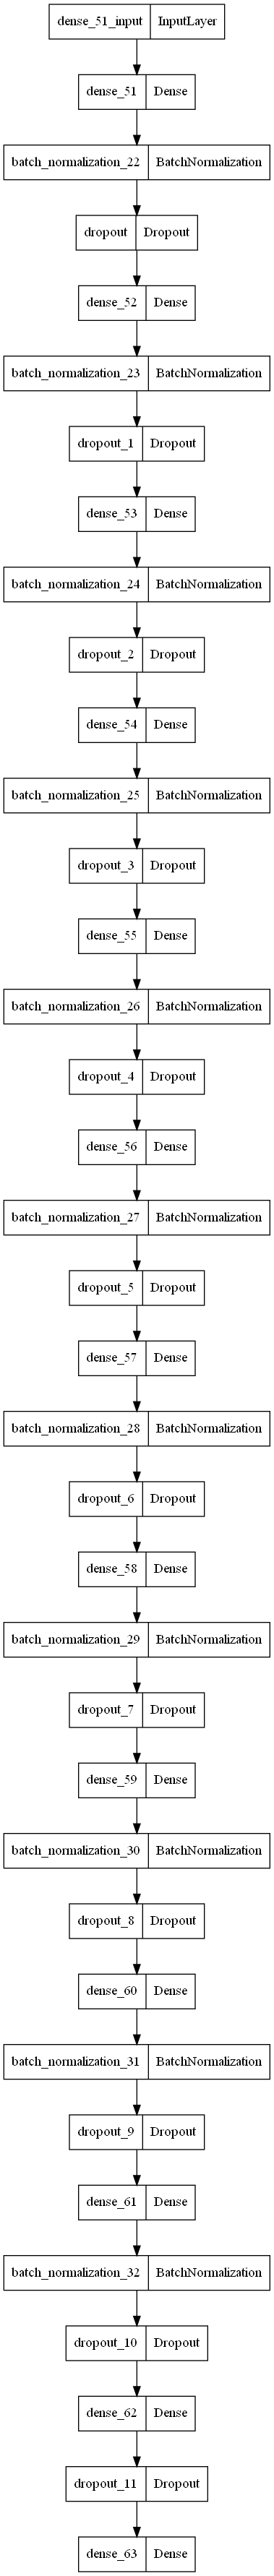 dense_51_input InputLayer
dense_51 Dense
batch_normalization_22 BatchNormalization
dropout Dropout
dense_52 Dense
batch_normalization_23 BatchNormalization
dropout_1 Dropout
dense_53 Dense
batch_normalization_24 BatchNormalization
dropout_2 Dropout
dense_54 Dense
batch_normalization_25 BatchNormalization
dropout_3 Dropout
dense_55 Dense
batch_normalization_26 BatchNormalization
dropout_4 Dropout
dense_56 Dense
batch_normalization_27 BatchNormalization
dropout_5 Dropout
dense_57 Dense
batch_normalization_28 BatchNormalization
dropout_6 Dropout
dense_58 Dense
batch_normalization_29 BatchNormalization
dropout_7 Dropout
dense_59 Dense
batch_normalization_30 BatchNormalization
dropout_8 Dropout
dense_60 Dense
batch_normalization_31 BatchNormalization
dropout_9 Dropout
dense_61 Dense
batch_normalization_32 BatchNormalization
dropout_10 Dropout
dense_62 Dense
dropout_11 Dropout
dense_63 Dense